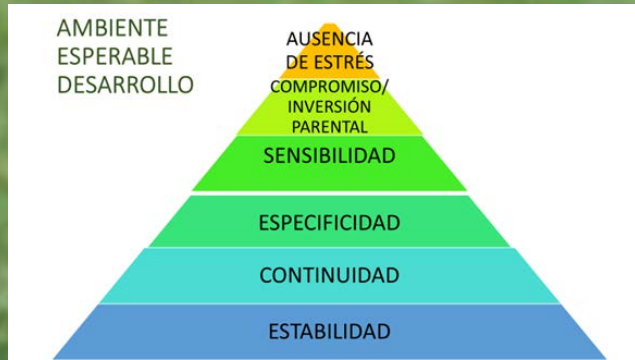 AMBIENTE
ESPERABLE
DESARROLLO
AUSENCIA
DE ESTRÉS
COMPROMISO/
INVERSIÓN
PARENTAL
SENSIBILIDAD
ESPECIFICIDAD
CONTINUIDAD
ESTABILIDAD